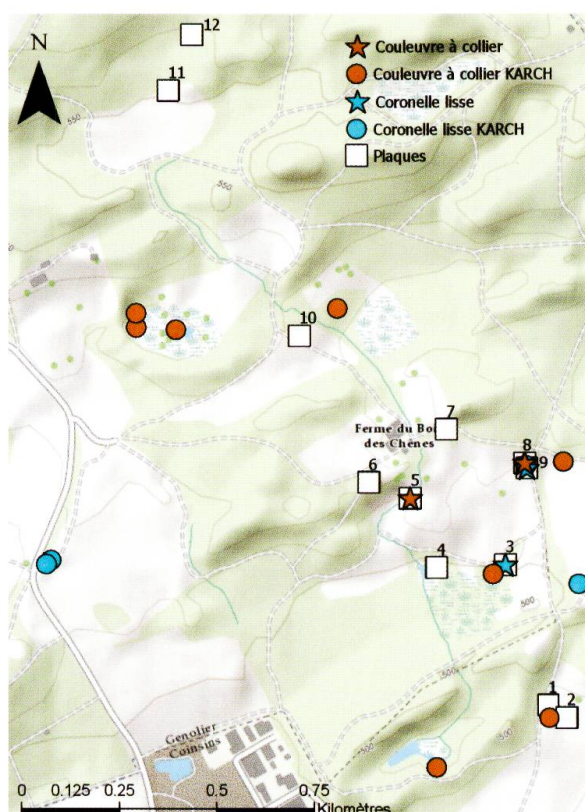 12
N
Couleuvre à collier
11
Couleuvre à collier KARCH
Coronelle lisse
Coronelle lisse KARCH
Plaques
550
550
10
7
Ferme du Boi
des Chênes
8
9
6
5
4
3
500
1
2
Genolier
Coinsins
500
0 0.125 0.25 0.5 0.75
Kilomètres